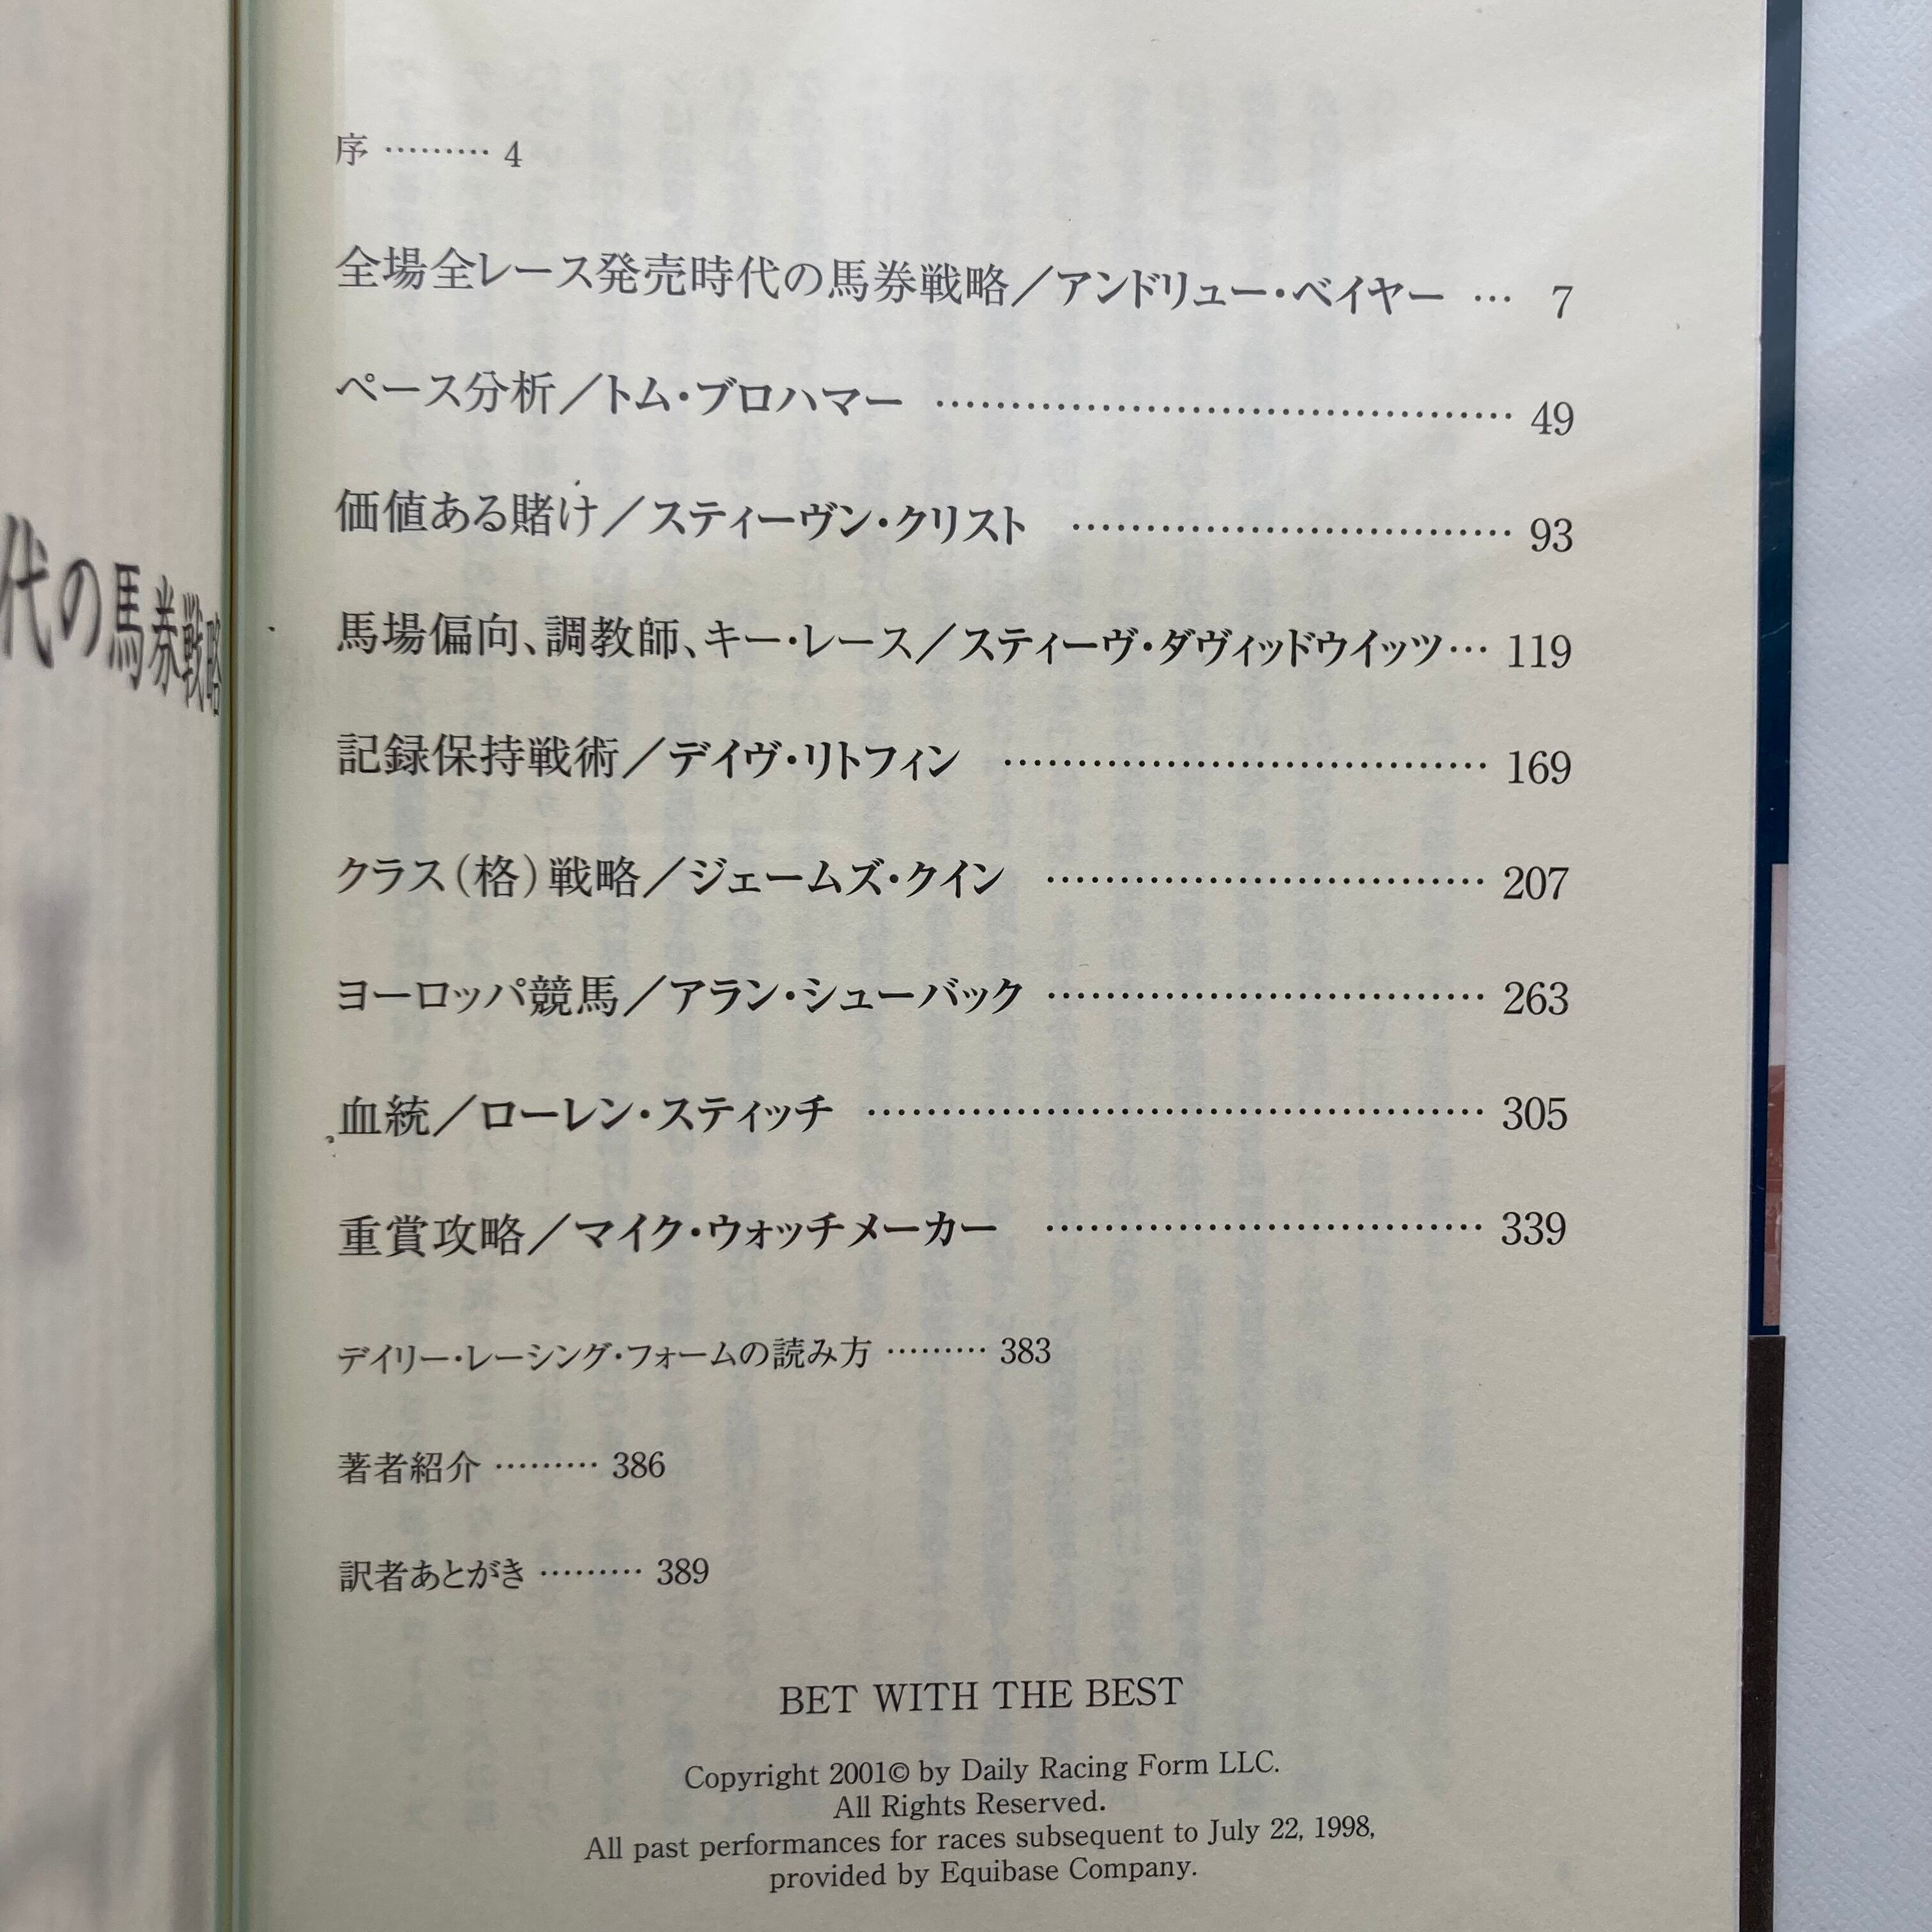 代の馬券戦略
序 ……… 4
全場全レース発売時代の馬券戦略／アンドリュー・ベイヤー … 7
ペース分析／トム・ブロハマー ……………………………………… 49
価値ある賭け／スティーヴン・クリスト …………………………… 93
馬場偏向、調教師、キー・レース／スティーヴ・ダヴィッドウイッツ… 119
記録保持戦術／デイヴ・リトフィン ……………………………… 169
クラス（格）戦略／ジェームズ・クイン …………………………… 207
ヨーロッパ競馬／アラン・シューバック …………………………… 263
血統／ローレン・スティッチ ……………………………………… 305
重賞攻略／マイク・ウォッチメーカー …………………………… 339
デイリー・レーシング・フォームの読み方 ……… 383
著者紹介 ……… 386
訳者あとがき ……… 389
BET WITH THE BEST
Copyright 2001© by Daily Racing Form LLC.
All Rights Reserved.
All past performances for races subsequent to July 22, 1998,
provided by Equibase Company.